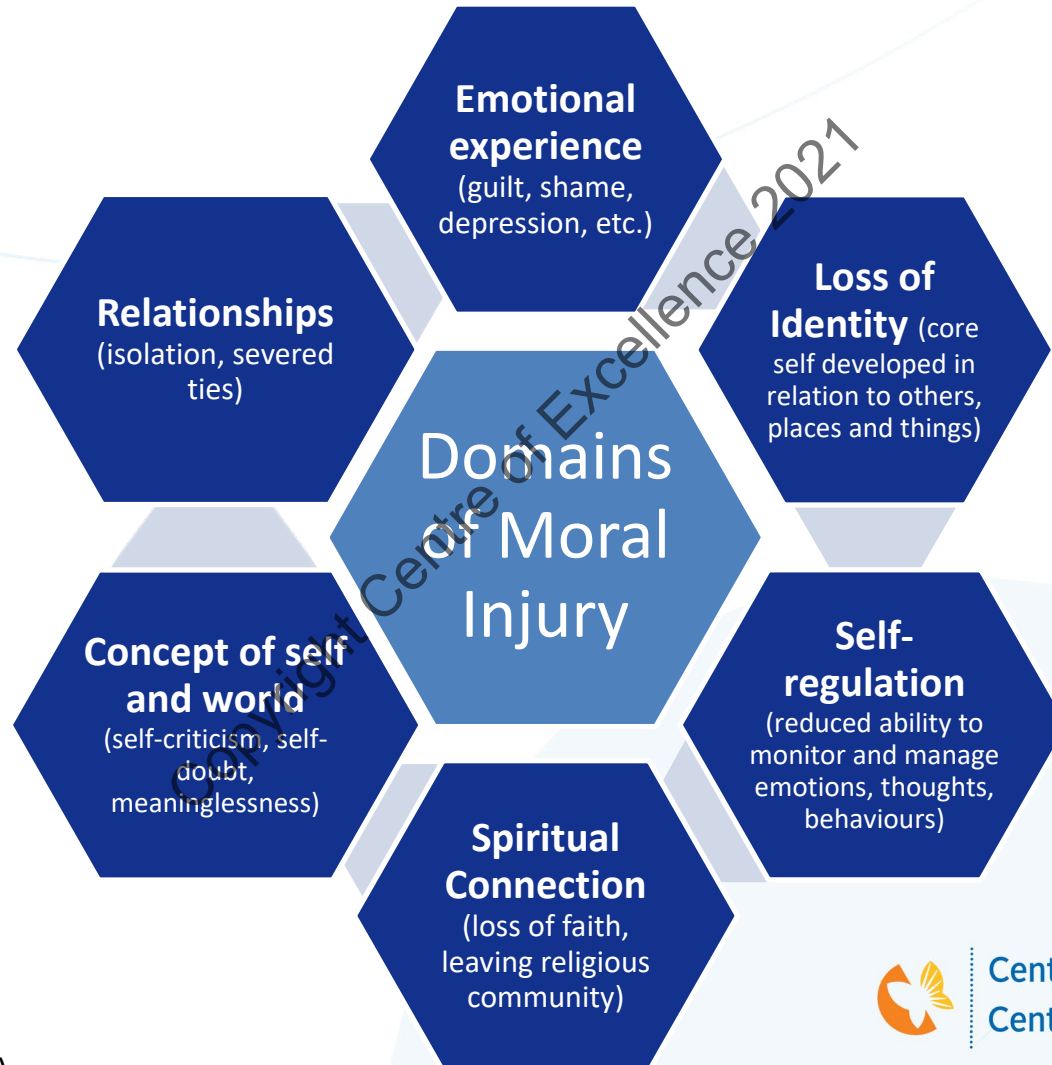 Emotional
experience
(guilt, shame,
depression, etc.)
Loss of
Identity (core
self developed in
relation to others,
places and things)
Relationships
(isolation, severed
ties)
Domains
of Moral
Injury
Self-
regulation
(reduced ability to
monitor and manage
emotions, thoughts,
behaviours)
Concept of self
and world
(self-criticism, self-
doubt,
meaninglessness)
Spiritual
Connection
(loss of faith,
leaving religious
community)
Copyright Centre of Excellence 2021
Cent
Cent
)